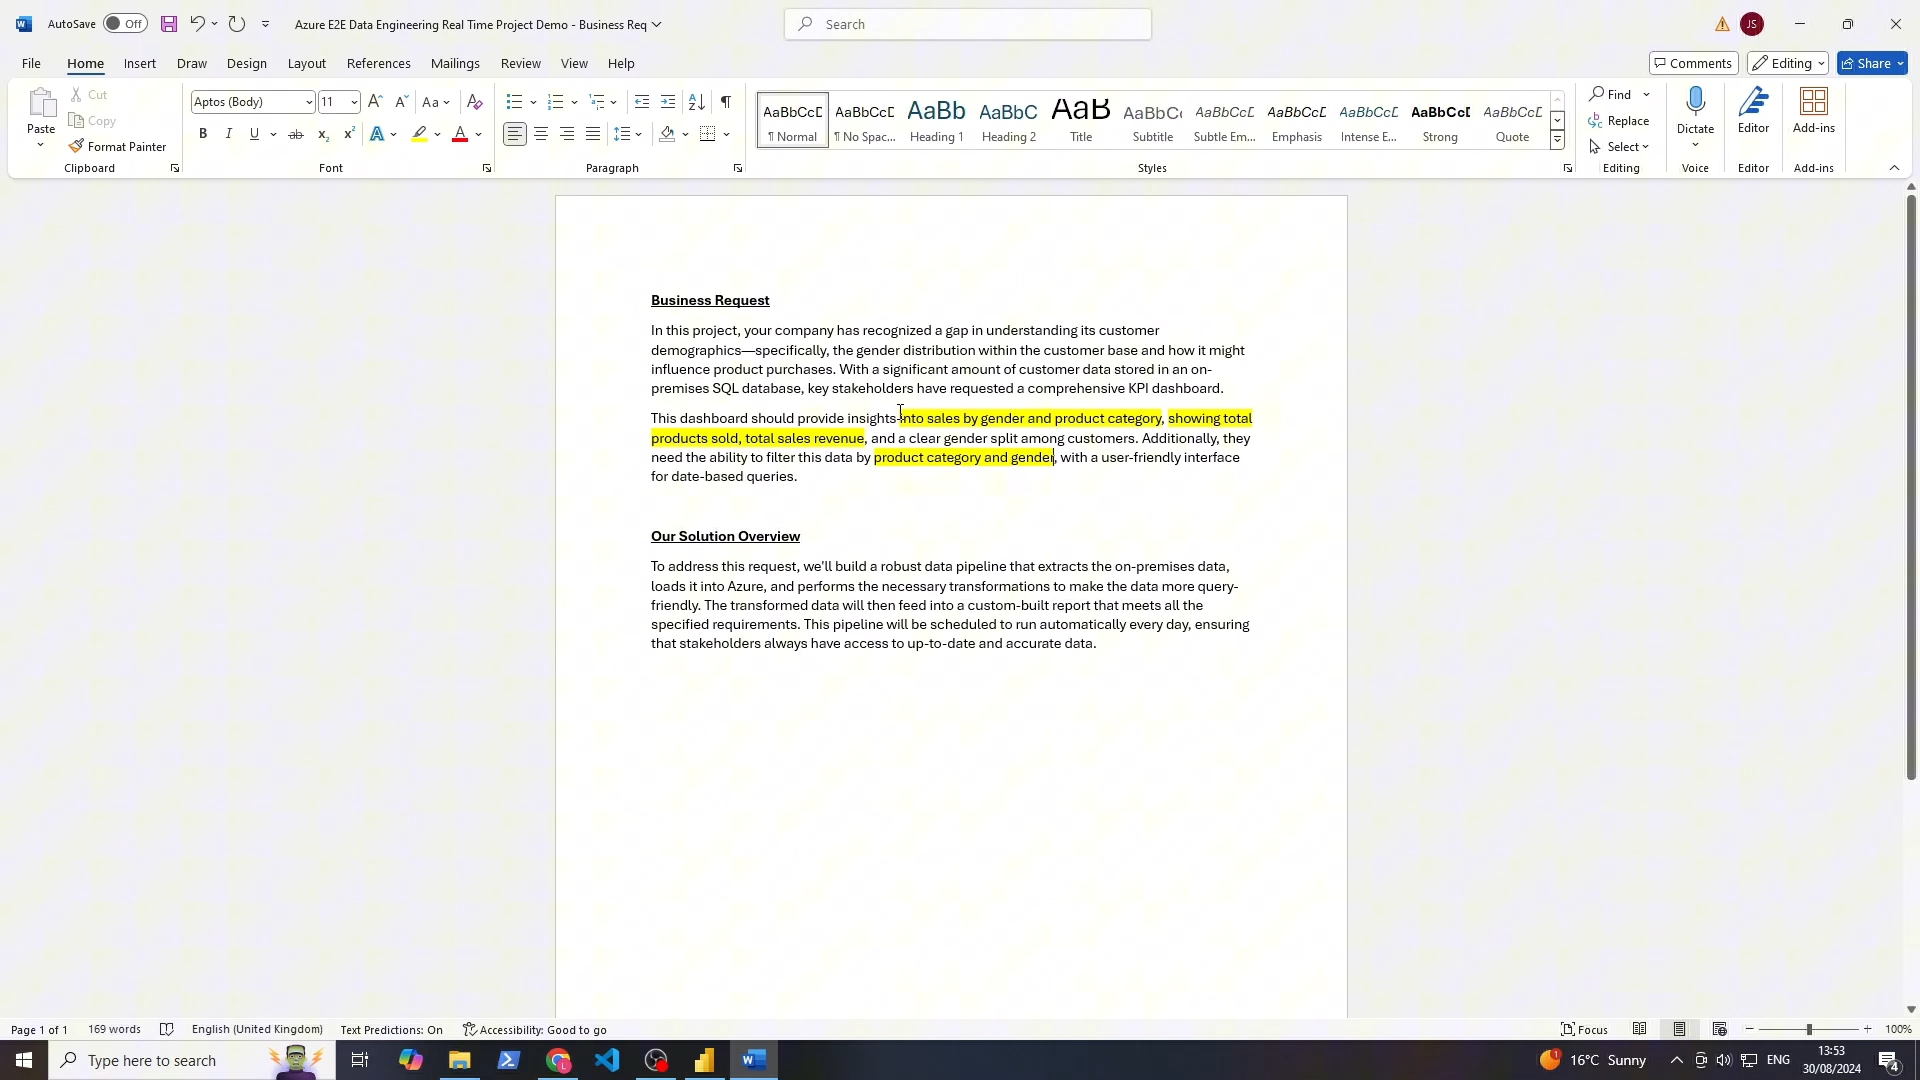 AutoSave Off Azure E2E Data Engineering Real Time Project Demo - Business Req Search JS
File Home Insert Draw Design Layout References Mailings Review View Help Comments Editing Share
Paste Cut Copy Format Painter
Aptos (Body) 11 Aa
B I U ab x₂ x² A A
AaBbCcD AaBbCcD AaBb AaBbC AaB AaBbCc AaBbCcD AaBbCcD AaBbCcD AaBbCcD AaBbCcD
¶ Normal ¶ No Spac... Heading 1 Heading 2 Title Subtitle Subtle Em... Emphasis Intense E... Strong Quote
Find Replace Select
Dictate Editor Add-ins
Clipboard Font Paragraph Styles Editing Voice Editor Add-ins
Business Request
In this project, your company has recognized a gap in understanding its customer
demographics—specifically, the gender distribution within the customer base and how it might
influence product purchases. With a significant amount of customer data stored in an on-
premises SQL database, key stakeholders have requested a comprehensive KPI dashboard.
This dashboard should provide insights into sales by gender and product category, showing total
products sold, total sales revenue, and a clear gender split among customers. Additionally, they
need the ability to filter this data by product category and gender, with a user-friendly interface
for date-based queries.
Our Solution Overview
To address this request, we'll build a robust data pipeline that extracts the on-premises data,
loads it into Azure, and performs the necessary transformations to make the data more query-
friendly. The transformed data will then feed into a custom-built report that meets all the
specified requirements. This pipeline will be scheduled to run automatically every day, ensuring
that stakeholders always have access to up-to-date and accurate data.
Page 1 of 1 169 words English (United Kingdom) Text Predictions: On Accessibility: Good to go Focus 100%
Type here to search 16°C Sunny ENG 13:53
30/08/2024 4